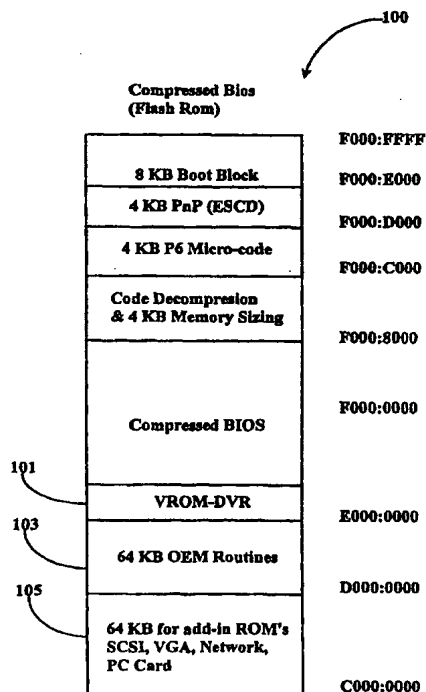 100
Compressed Bios
(Flash Rom)
F000:FFFF
8 KB Boot Block
F000:E000
4 KB PnP (ESCD)
F000:D000
4 KB P6 Micro-code
F000:C000
Code Decompresion
& 4 KB Memory Sizing
F000:8000
F000:0000
Compressed BIOS
101
VROM-DVR
E000:0000
103
64 KB OEM Routines
D000:0000
105
64 KB for add-in ROM's
SCSI, VGA, Network,
PC Card
C000:0000